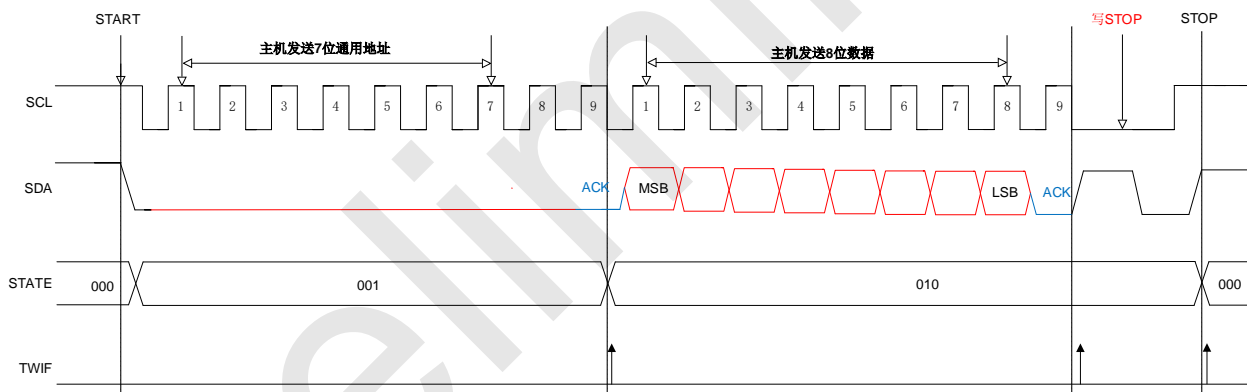 START
写STOP
STOP
主机发送7位通用地址
主机发送8位数据
SCL
1 2 3 4 5 6 7 8 9 1 2 3 4 5 6 7 8 9
SDA
ACK
MSB
LSB
ACK
STATE
000
001
010
000
TWIF